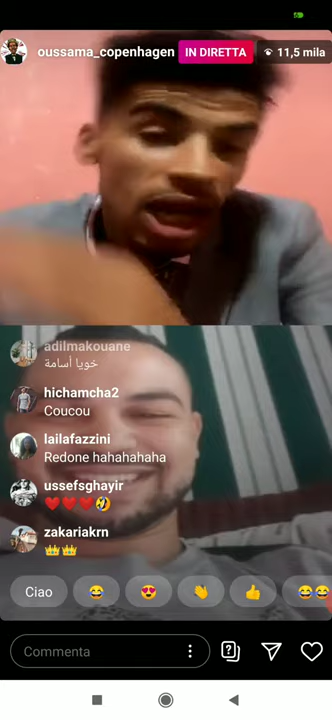 oussama_copenhagen IN DIRETTA 11,5 mila
adilmakouane
خويا أسامة
hichamcha2
Coucou
lailafazzini
Redone hahahahaha
ussefsghayir
❤️❤️❤️🤣
zakariakrn
👑👑
Ciao 😂 😍 👏 👍 😂😂
Commenta